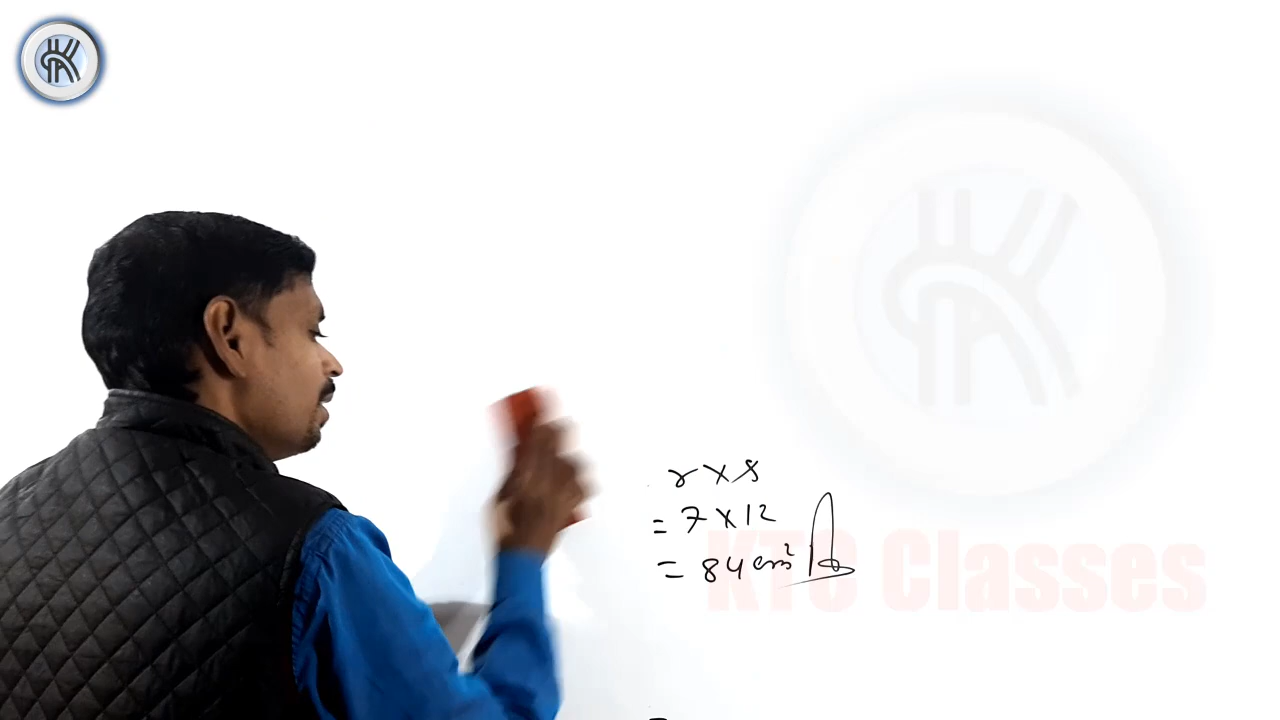 r × s
= 7 × 12
= 84 cm²
KTC Classes